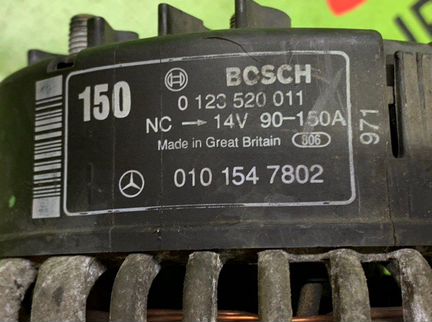 150
BOSCH
0 123 520 011
NC → 14V 90-150A
Made in Great Britain 806
010 154 7802
971